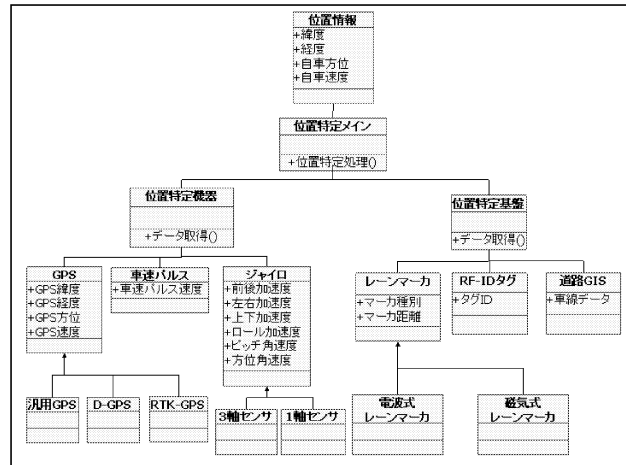 位置情報
+緯度
+経度
+自車方位
+自車速度
位置特定メイン
+位置特定処理()
位置特定機器
+データ取得()
位置特定基盤
+データ取得()
GPS
+GPS緯度
+GPS経度
+GPS方位
+GPS速度
車速パルス
+車速パルス速度
ジャイロ
+前後加速度
+左右加速度
+上下加速度
+ロール加速度
+ピッチ角速度
+方位角速度
レーンマーカ
+マーカ種別
+マーカ距離
RF-IDタグ
+タグID
道路GIS
+車線データ
汎用GPS
D-GPS
RTK-GPS
3軸センサ
1軸センサ
電波式
レーンマーカ
磁気式
レーンマーカ